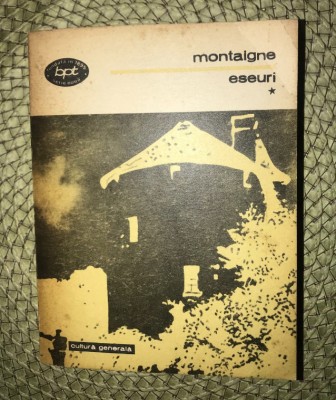 bpt
montaigne
eseuri
*
cultură generală